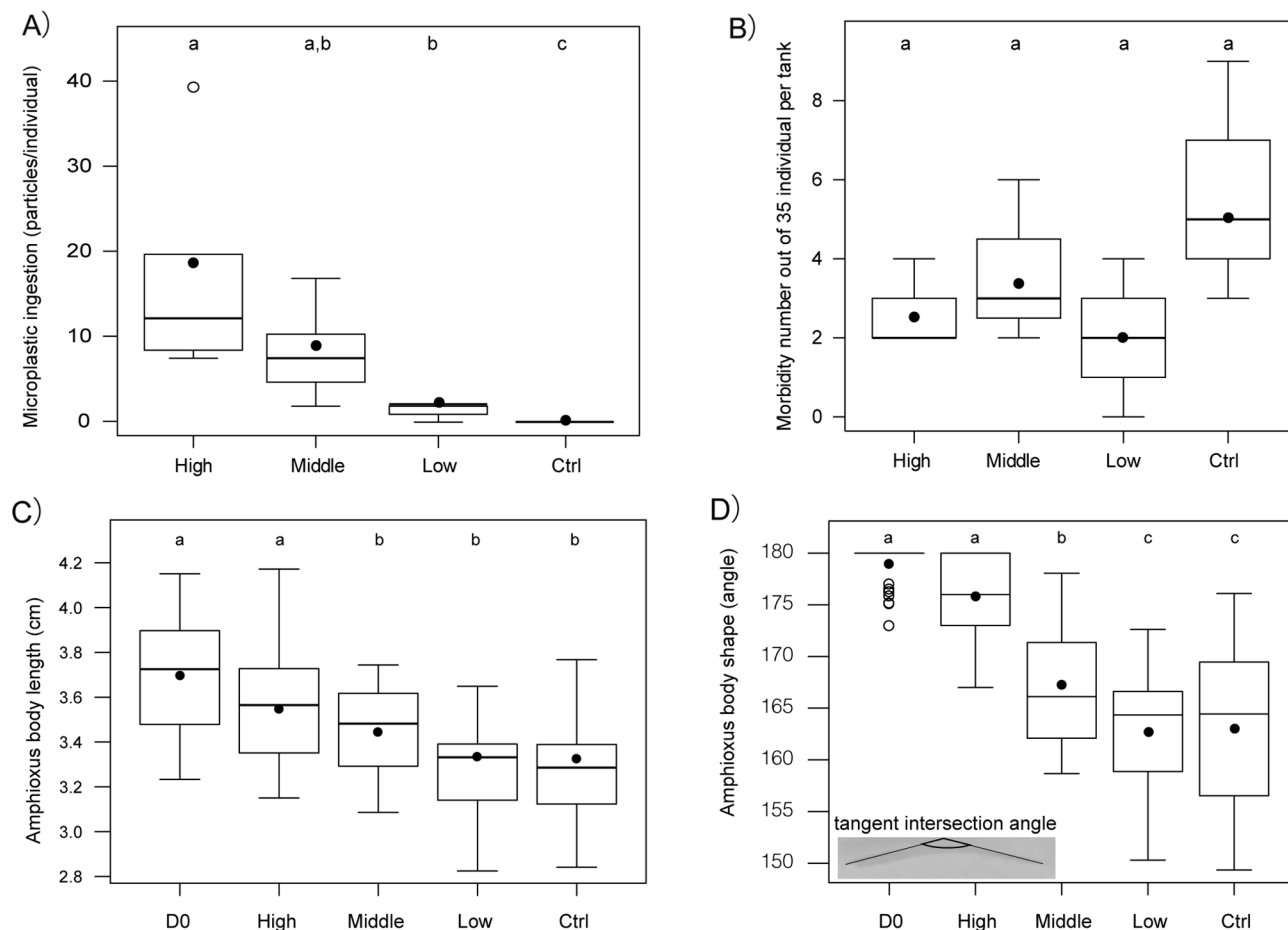 A)
Microplastic ingestion (particles/individual)
a a,b b c
40
30
20
10
0
High Middle Low Ctrl
B)
Morbidity number out of 35 individual per tank
a a a a
8
6
4
2
0
High Middle Low Ctrl
C)
Amphioxus body length (cm)
a a b b b
4.2
4.0
3.8
3.6
3.4
3.2
3.0
2.8
D0 High Middle Low Ctrl
D)
Amphioxus body shape (angle)
a a b c c
180
175
170
165
160
155
150
tangent intersection angle
D0 High Middle Low Ctrl